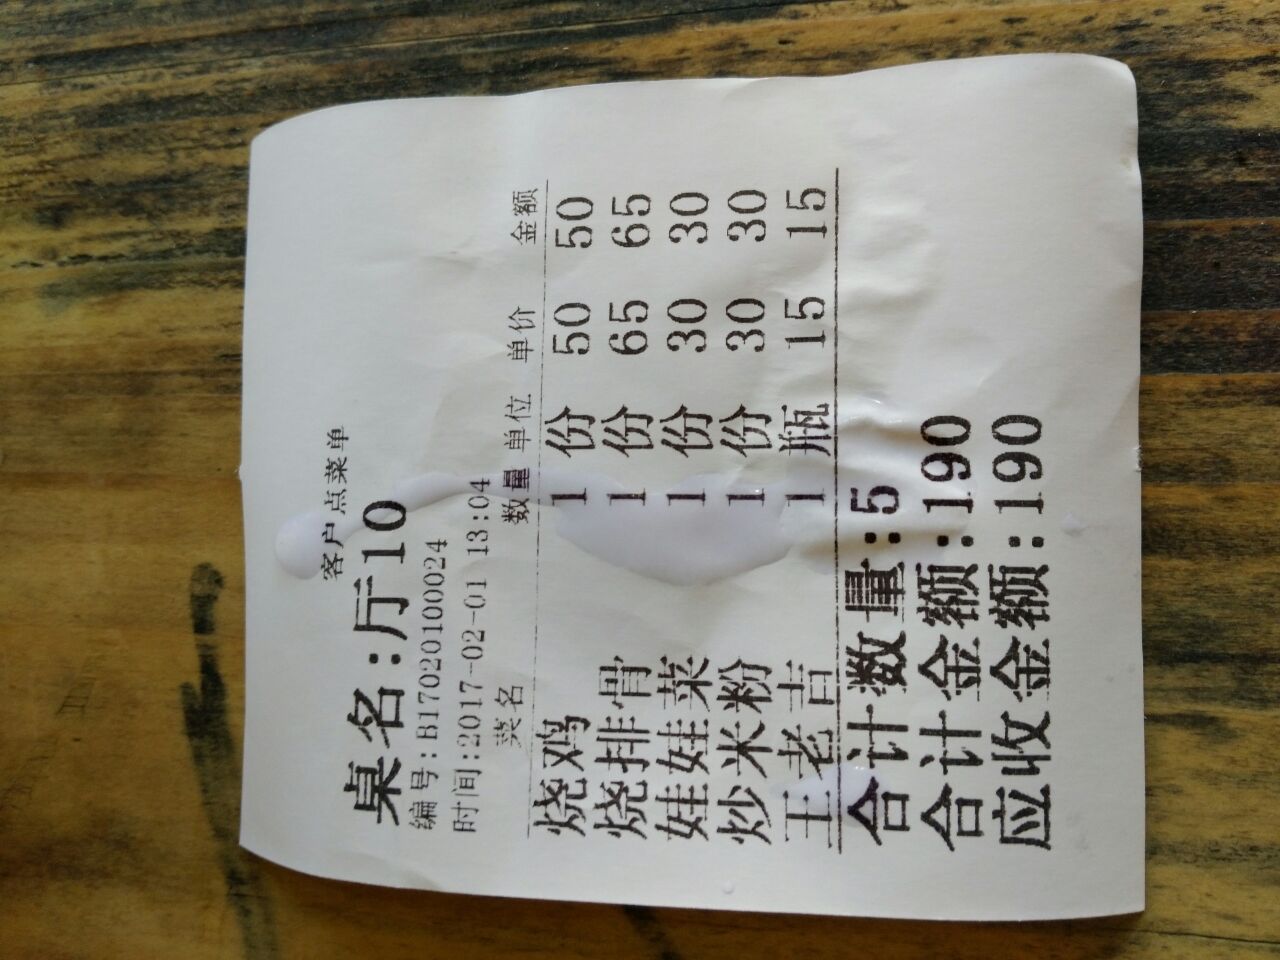 客户点菜单
桌名:厅10
编号:B17020100024
时间:2017-02-01 13:04
菜名 数量 单位 单价 金额
烧鸡 1 份 50 50
烧排骨 1 份 65 65
娃娃菜 1 份 30 30
炒米粉 1 份 30 30
王老吉 1 瓶 15 15
合计数量:5
合计金额:190
应收金额:190